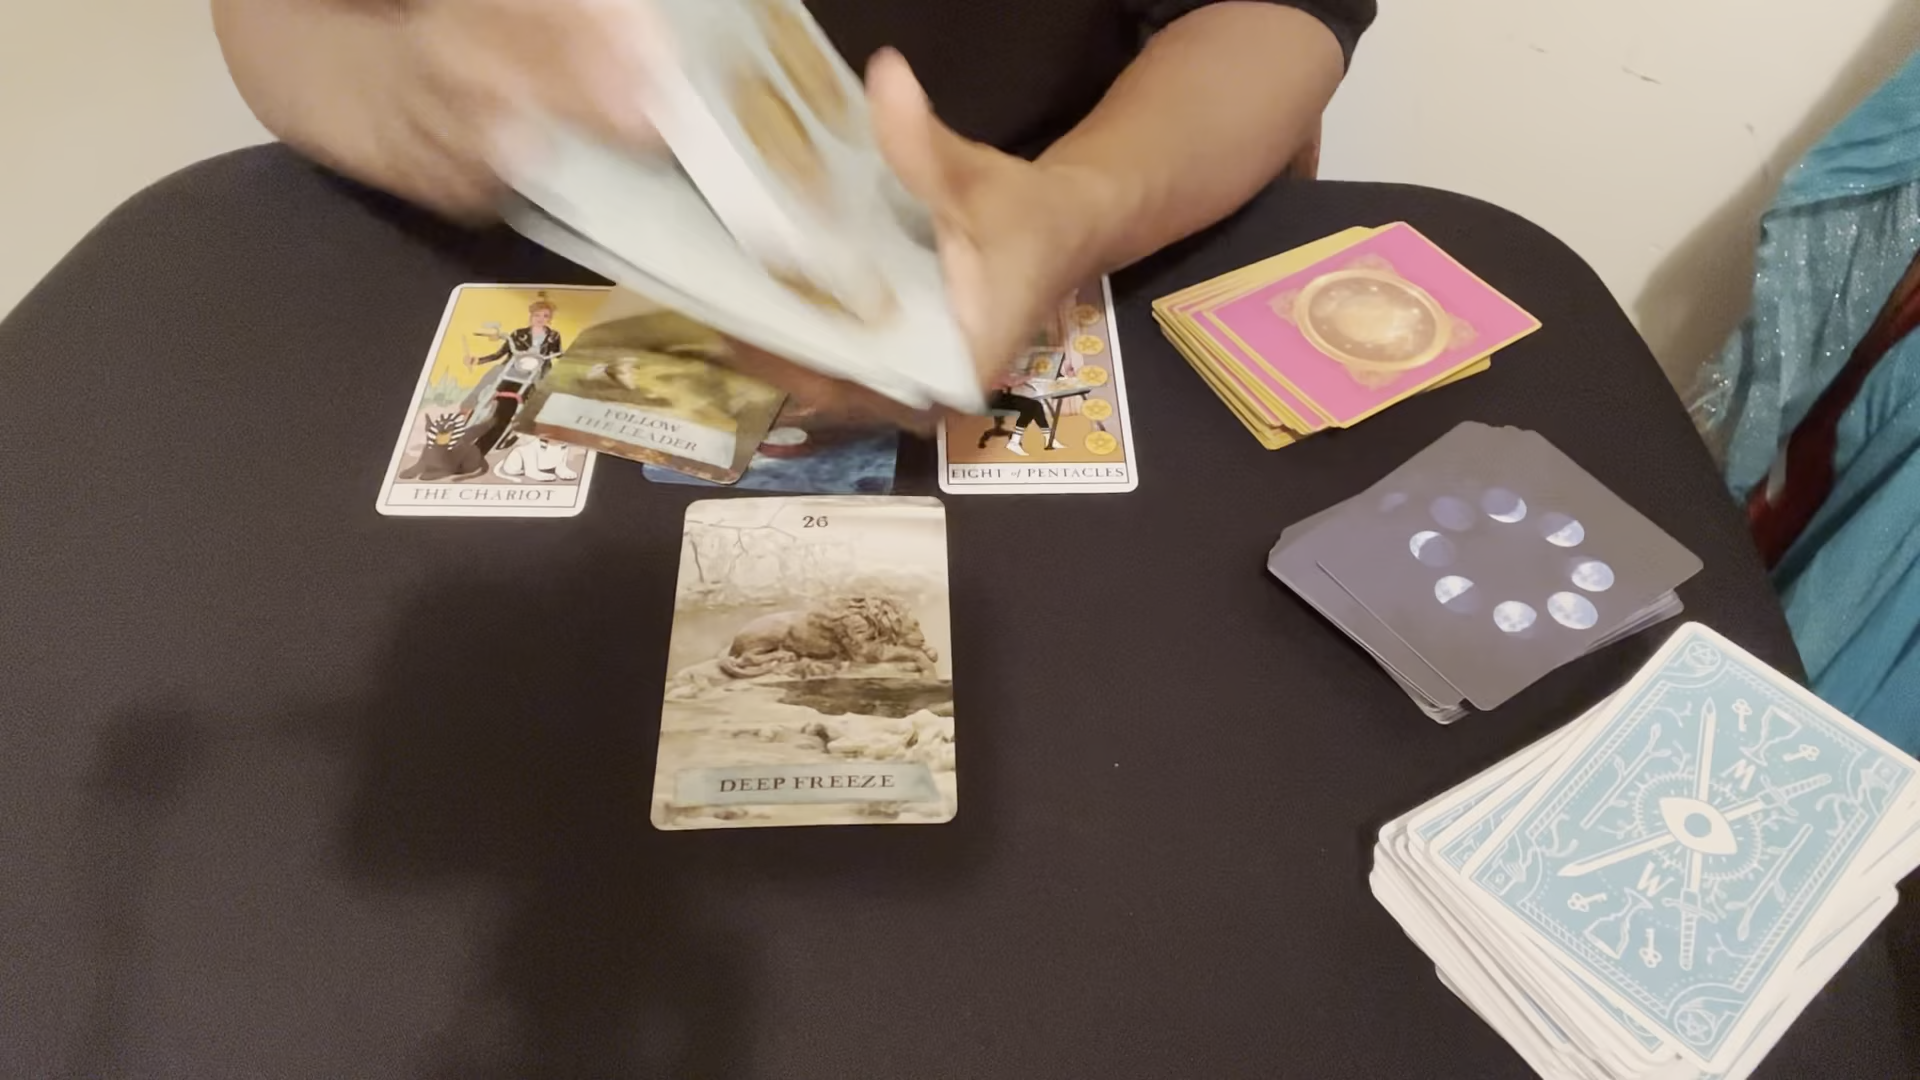 THE CHARIOT
FOLLOW
THE LEADER
EIGHT of PENTACLES
26
DEEP FREEZE
W
W